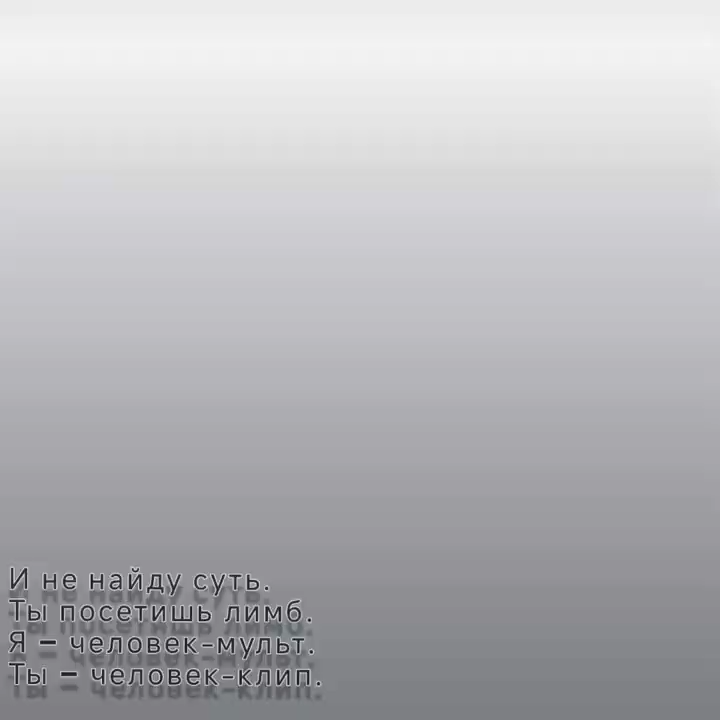 И не найду суть.
Ты посетишь лимб.
Я – человек-мульт.
Ты – человек-клип.